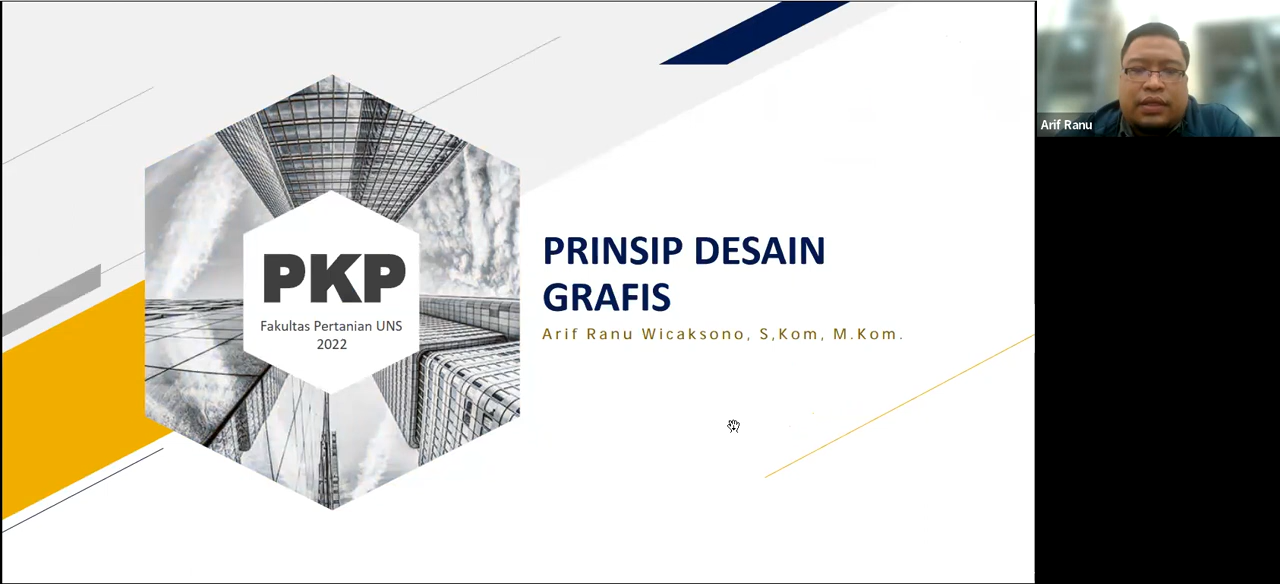 PKP
Fakultas Pertanian UNS
2022
PRINSIP DESAIN
GRAFIS
Arif Ranu Wicaksono, S,Kom, M.Kom.
Arif Ranu